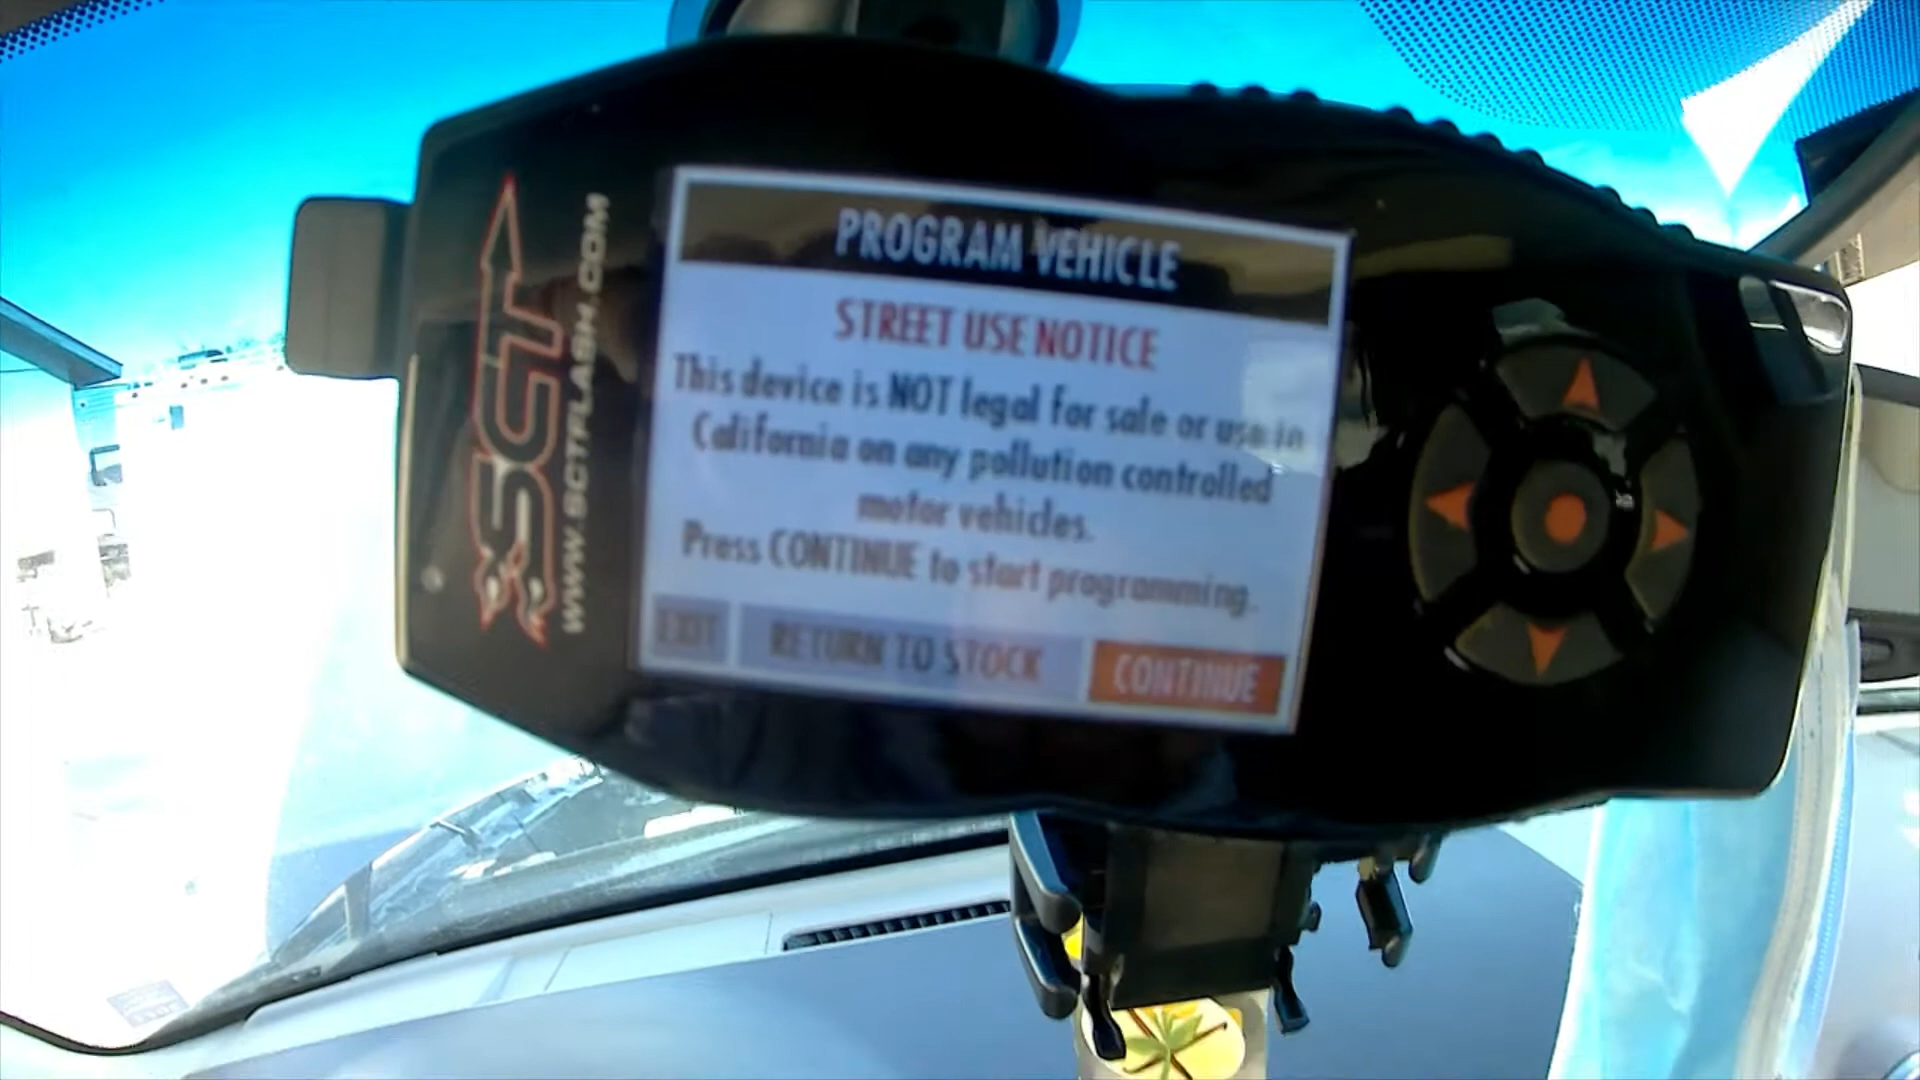 PROGRAM VEHICLE
STREET USE NOTICE
This device is NOT legal for sale or use in
California on any pollution controlled
motor vehicles.
Press CONTINUE to start programming.
EXIT RETURN TO STOCK CONTINUE
SCT
WWW.SCTFLASH.COM